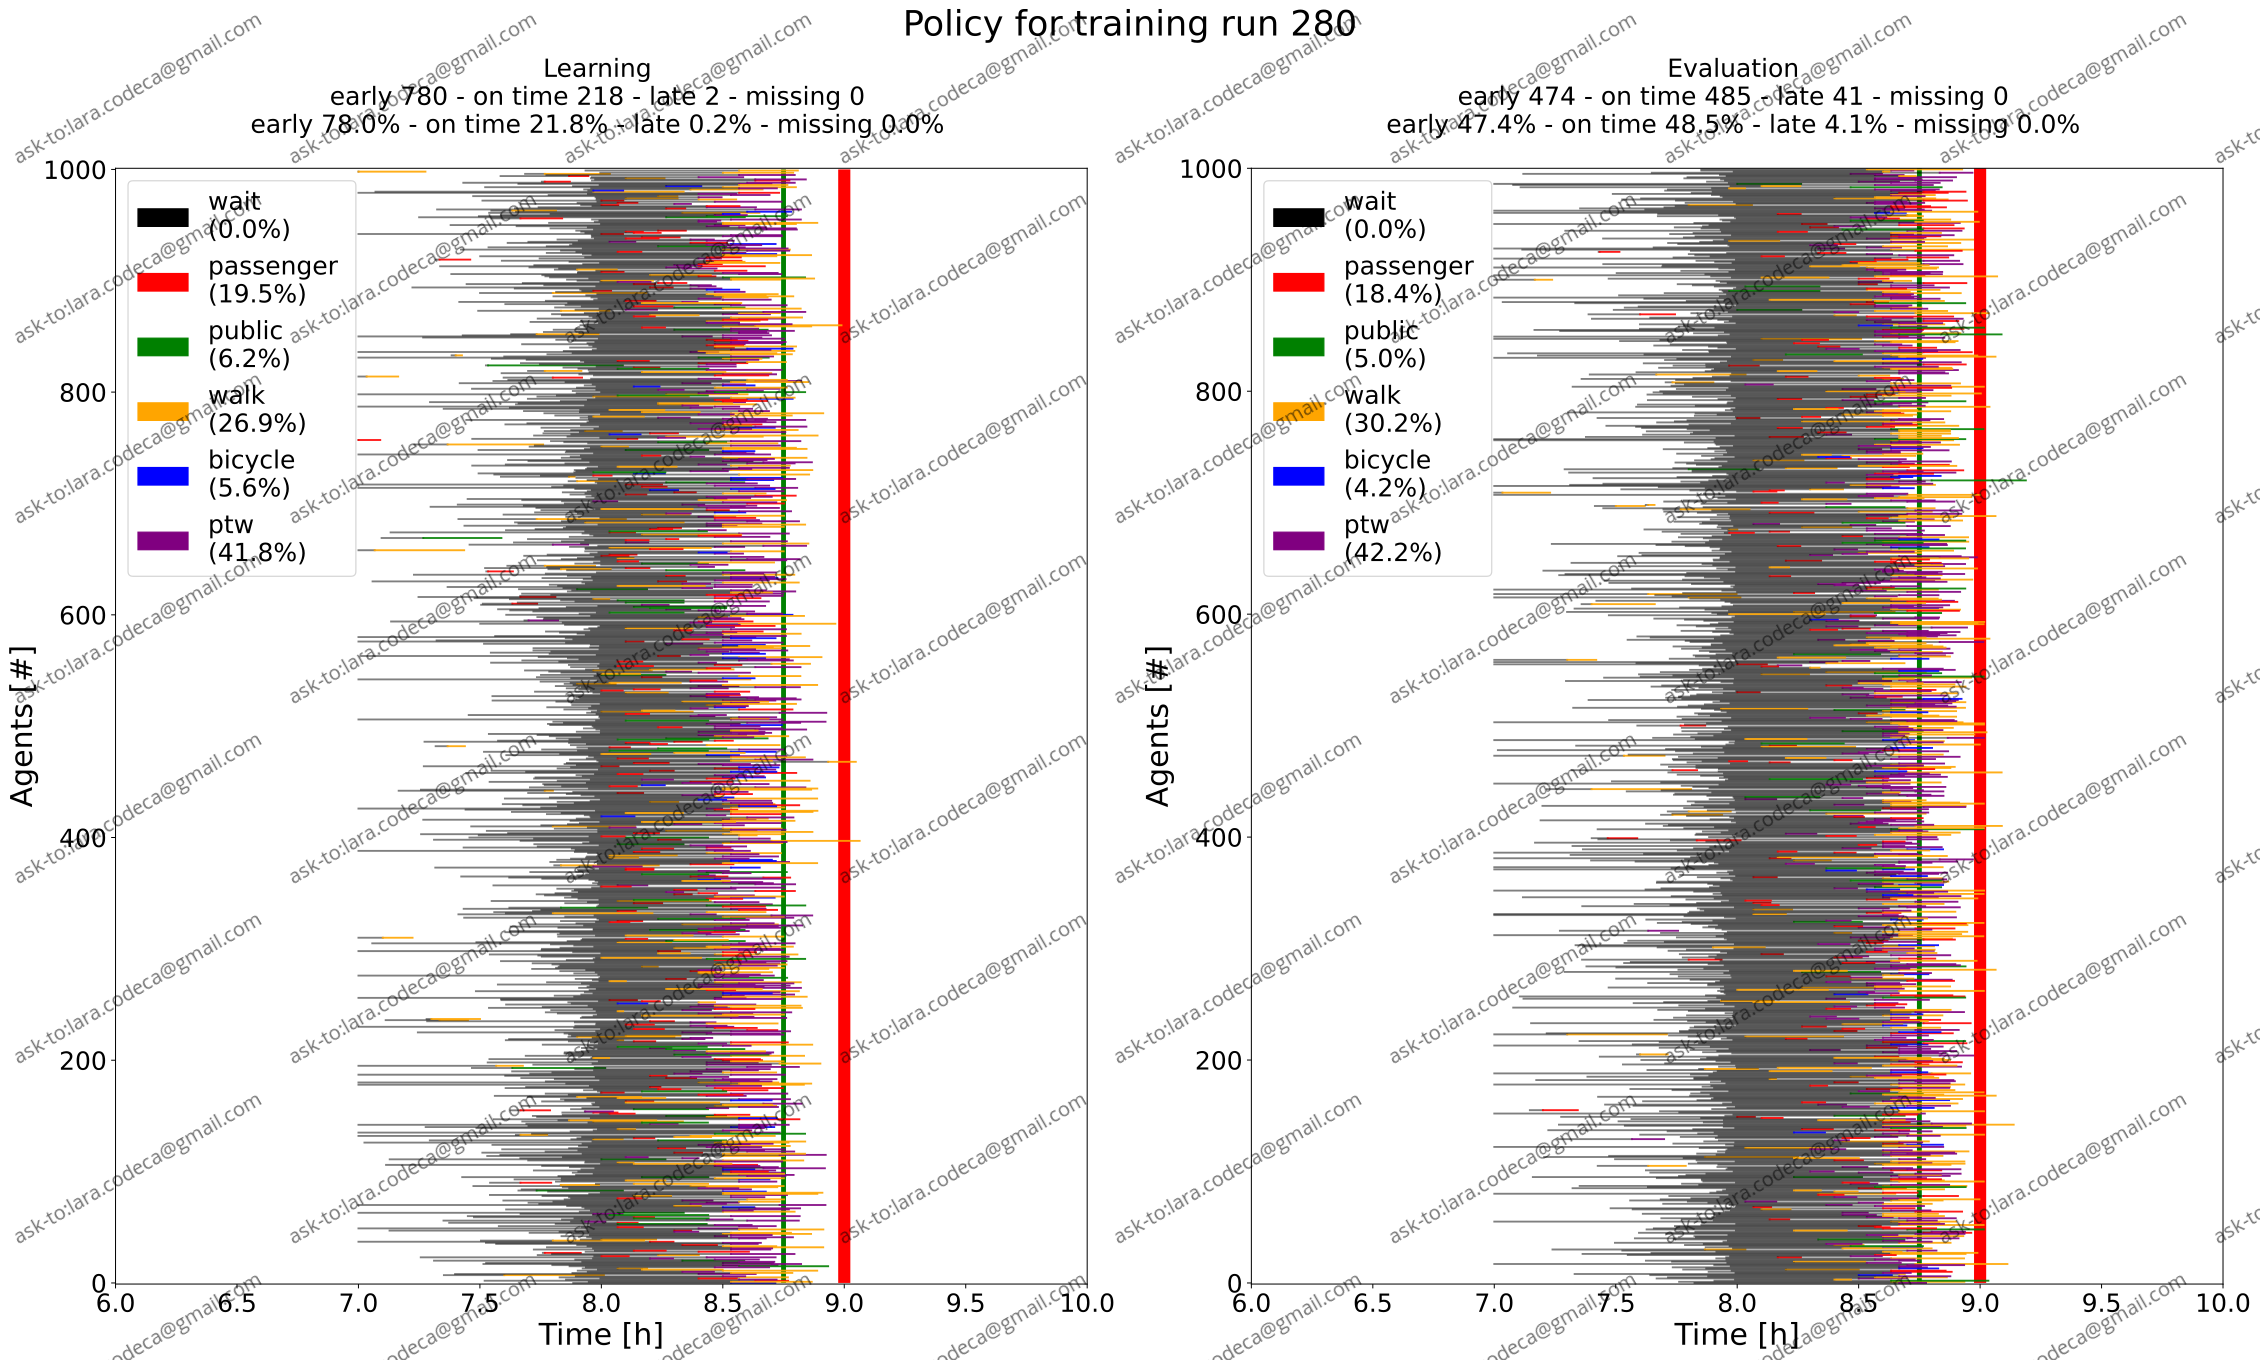 Policy for training run 280
Learning
early 780 - on time 218 - late 2 - missing 0
early 78.0% - on time 21.8% - late 0.2% - missing 0.0%
1000
800
600
400
200
0
Agents [#]
wait
(0.0%)
passenger
(19.5%)
public
(6.2%)
walk
(26.9%)
bicycle
(5.6%)
ptw
(41.8%)
6.0 6.5 7.0 7.5 8.0 8.5 9.0 9.5 10.0
Time [h]
Evaluation
early 474 - on time 485 - late 41 - missing 0
early 47.4% - on time 48.5% - late 4.1% - missing 0.0%
1000
800
600
400
200
0
Agents [#]
wait
(0.0%)
passenger
(18.4%)
public
(5.0%)
walk
(30.2%)
bicycle
(4.2%)
ptw
(42.2%)
6.0 6.5 7.0 7.5 8.0 8.5 9.0 9.5 10.0
Time [h]
ask-to:lara.codeca@gmail.com